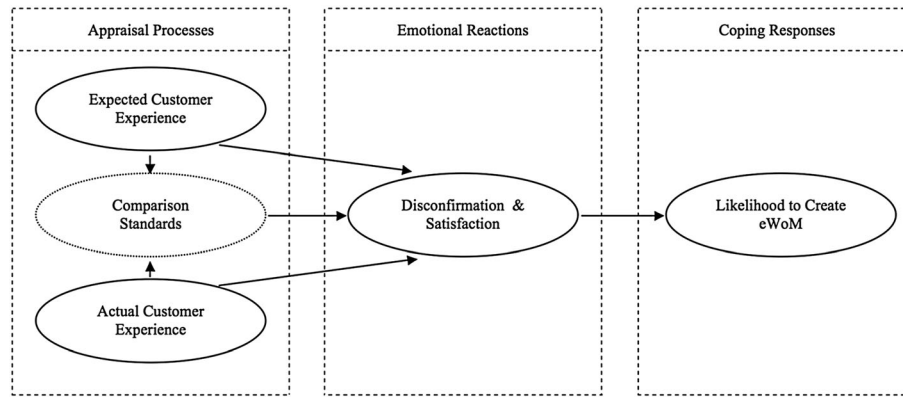 Appraisal Processes
Emotional Reactions
Coping Responses
Expected Customer
Experience
Comparison
Standards
Actual Customer
Experience
Disconfirmation & 
Satisfaction
Likelihood to Create
eWoM